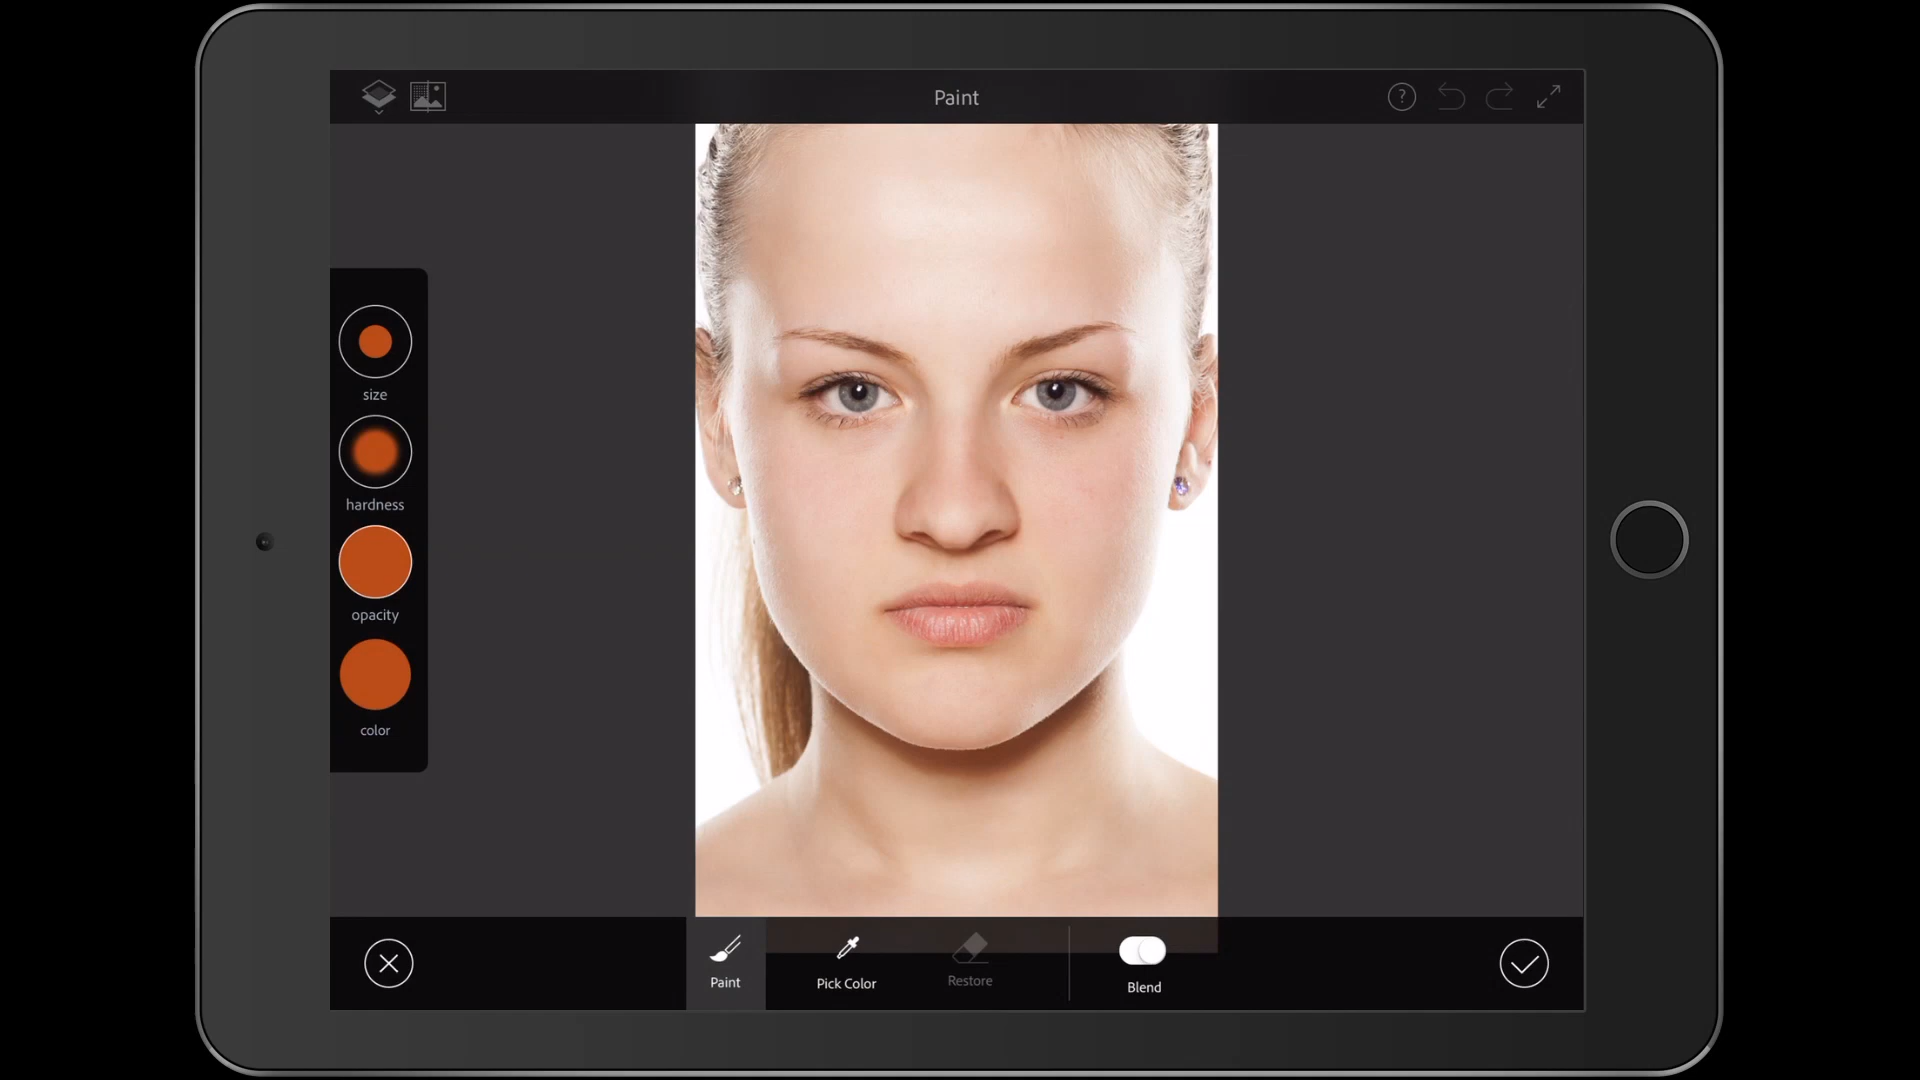 Paint
?
size
hardness
opacity
color
Paint
Pick Color
Restore
Blend